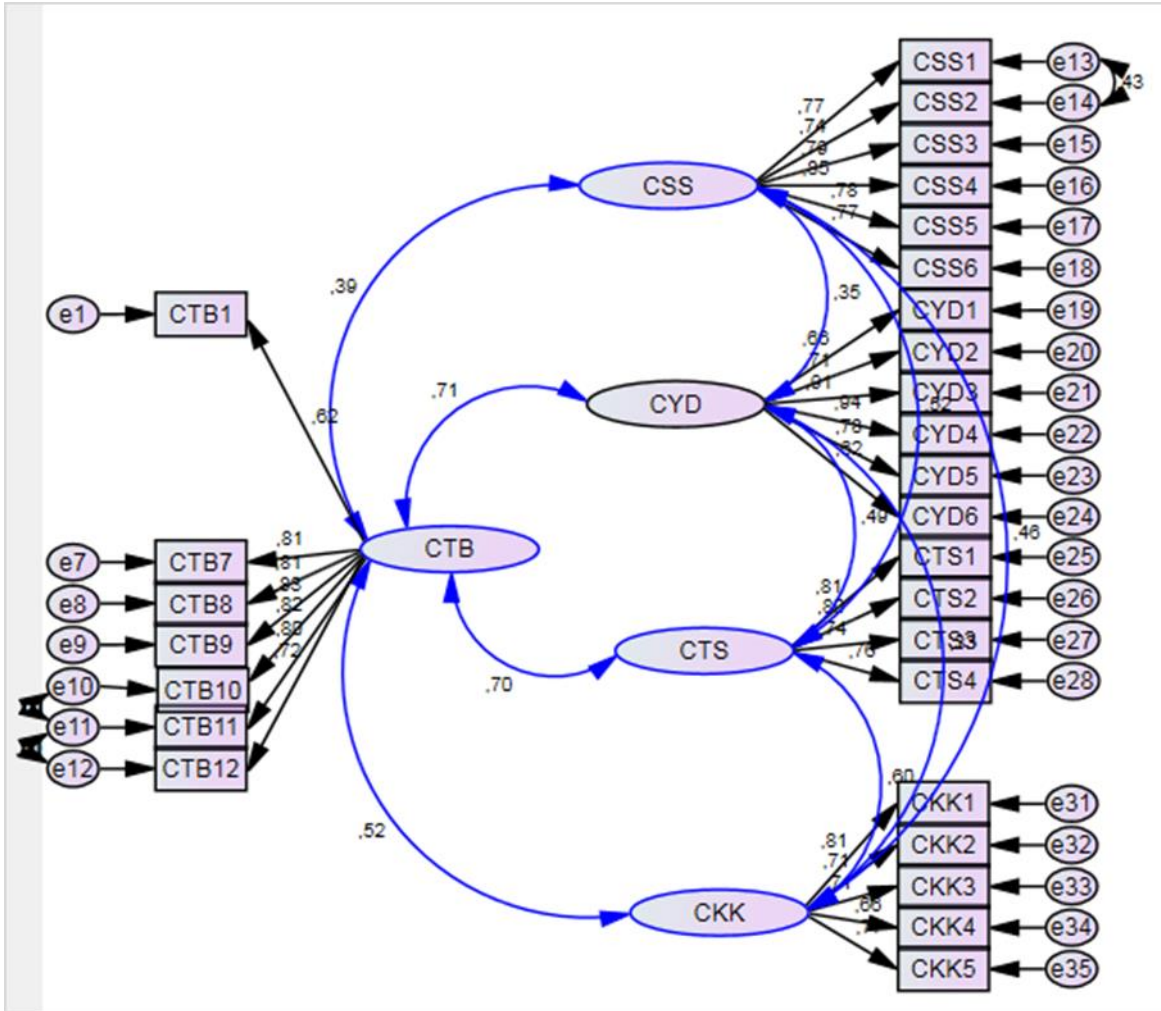 CSS1
e13
,43
CSS2
e14
,77
,74
CSS3
e15
,79
CSS
CSS4
e16
,78
CSS5
e17
,77
CSS6
e18
,39
,35
e1
CTB1
CYD1
e19
,66
CYD2
e20
,71
,71
CYD
CYD3
e21
,94
CYD4
e22
,62
,78
CYD5
e23
,49
CYD6
e24
CTB
,46
,81
e7
CTB7
CTS1
e25
,81
,81
e8
CTB8
CTS2
e26
,82
e9
CTB9
CTS
,74
e27
,72
,76
CTS4
e28
e10
CTB10
,70
e11
CTB11
e12
CTB12
,60
CKK1
e31
,52
,81
CKK2
e32
,71
CKK3
e33
CKK
CKK4
e34
CKK5
e35